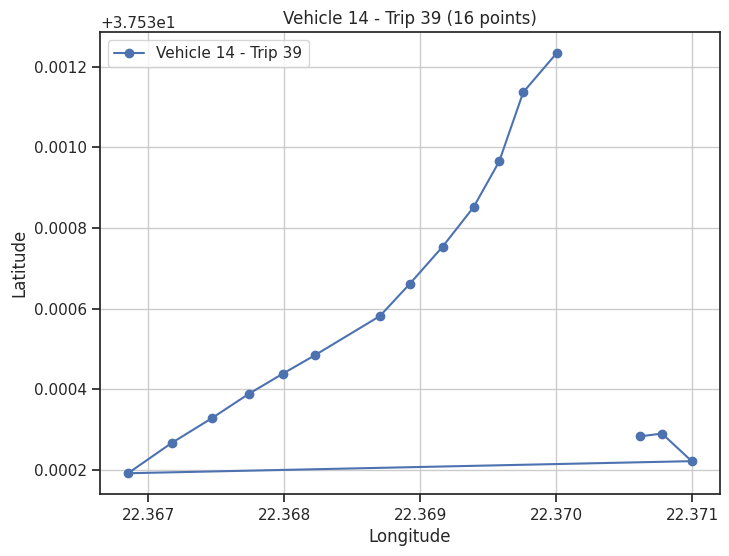 Vehicle 14 - Trip 39 (16 points)
+3.753e1
Vehicle 14 - Trip 39
0.0012
0.0010
0.0008
0.0006
0.0004
0.0002
Latitude
22.367 22.368 22.369 22.370 22.371
Longitude